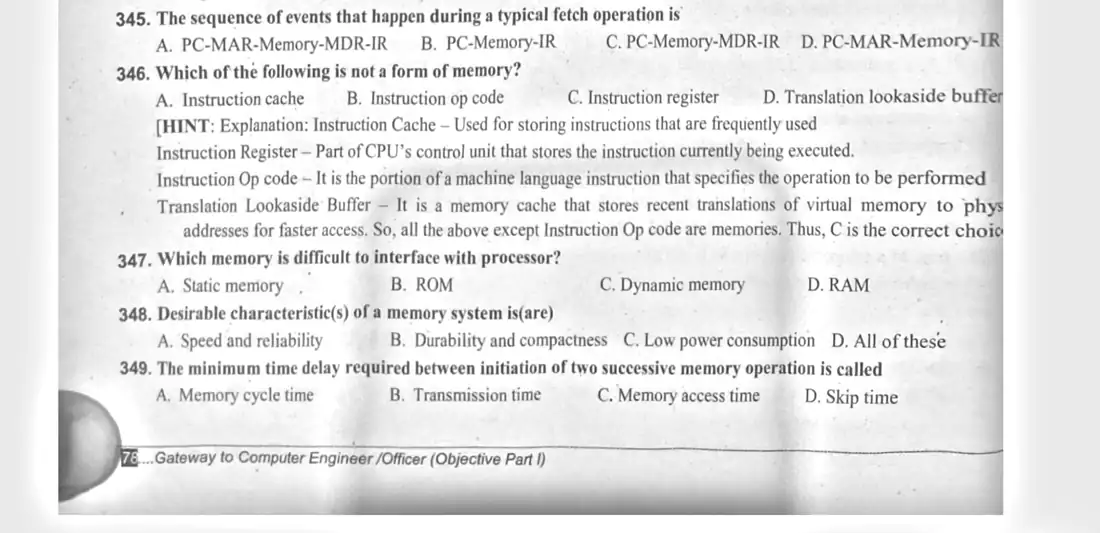 345. The sequence of events that happen during a typical fetch operation is
A. PC-MAR-Memory-MDR-IR B. PC-Memory-IR C. PC-Memory-MDR-IR D. PC-MAR-Memory-IR
346. Which of the following is not a form of memory?
A. Instruction cache B. Instruction op code C. Instruction register D. Translation lookaside buffer
[HINT: Explanation: Instruction Cache – Used for storing instructions that are frequently used
Instruction Register – Part of CPU's control unit that stores the instruction currently being executed.
Instruction Op code – It is the portion of a machine language instruction that specifies the operation to be performed
Translation Lookaside Buffer – It is a memory cache that stores recent translations of virtual memory to phys
addresses for faster access. So, all the above except Instruction Op code are memories. Thus, C is the correct choic
347. Which memory is difficult to interface with processor?
A. Static memory B. ROM C. Dynamic memory D. RAM
348. Desirable characteristic(s) of a memory system is(are)
A. Speed and reliability B. Durability and compactness C. Low power consumption D. All of these
349. The minimum time delay required between initiation of two successive memory operation is called
A. Memory cycle time B. Transmission time C. Memory access time D. Skip time
78....Gateway to Computer Engineer /Officer (Objective Part I)